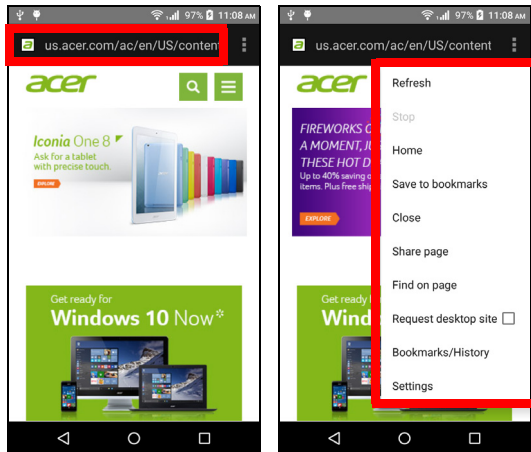 97% 11:08 AM
us.acer.com/ac/en/US/content
acer
Iconia One 8
Ask for a tablet
with precise touch.
EXPLORE
Get ready for
Windows 10 Now*
97% 11:08 AM
us.acer.com/ac/en/US/content
acer
FIREWORKS
A MOMENT, JU
THESE HOT D
Up to 40% saving
items. Plus free ship
EXPLORE
Get ready
Wind
Refresh
Stop
Home
Save to bookmarks
Close
Share page
Find on page
Request desktop site
Bookmarks/History
Settings